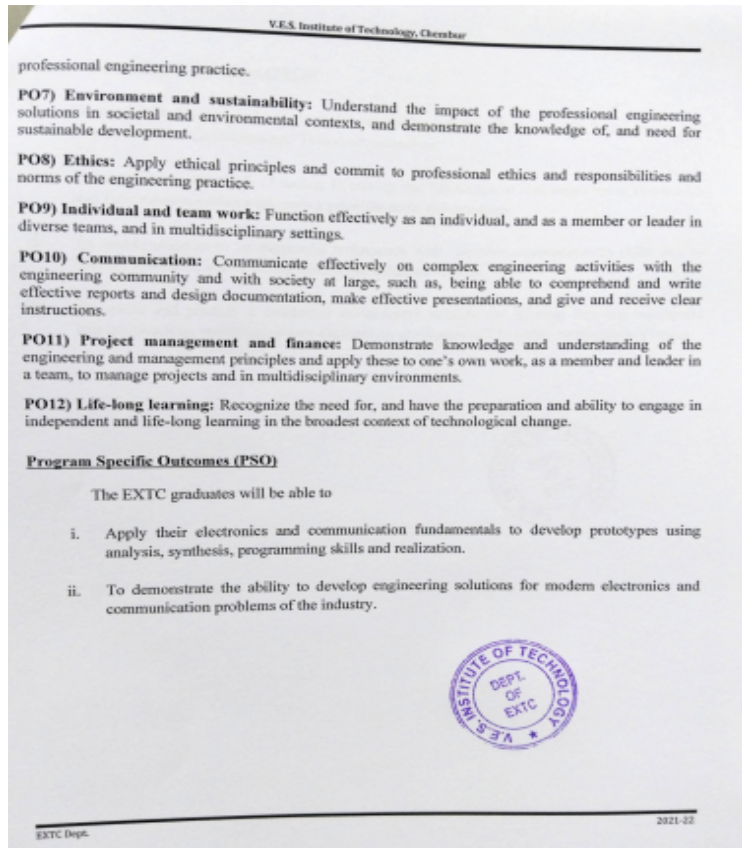 V.E.S. Institute of Technology, Chembur
professional engineering practice.
PO7) Environment and sustainability: Understand the impact of the professional engineering
solutions in societal and environmental contexts, and demonstrate the knowledge of, and need for
sustainable development.
PO8) Ethics: Apply ethical principles and commit to professional ethics and responsibilities and
norms of the engineering practice.
PO9) Individual and team work: Function effectively as an individual, and as a member or leader in
diverse teams, and in multidisciplinary settings.
PO10) Communication: Communicate effectively on complex engineering activities with the
engineering community and with society at large, such as, being able to comprehend and write
effective reports and design documentation, make effective presentations, and give and receive clear
instructions.
PO11) Project management and finance: Demonstrate knowledge and understanding of the
engineering and management principles and apply these to one's own work, as a member and leader in
a team, to manage projects and in multidisciplinary environments.
PO12) Life-long learning: Recognize the need for, and have the preparation and ability to engage in
independent and life-long learning in the broadest context of technological change.
Program Specific Outcomes (PSO)
The EXTC graduates will be able to
i. Apply their electronics and communication fundamentals to develop prototypes using
analysis, synthesis, programming skills and realization.
ii. To demonstrate the ability to develop engineering solutions for modern electronics and
communication problems of the industry.
V.E.S. INSTITUTE OF TECHNOLOGY ★
DEPT.
OF
EXTC
EXTC Dept. 2021-22